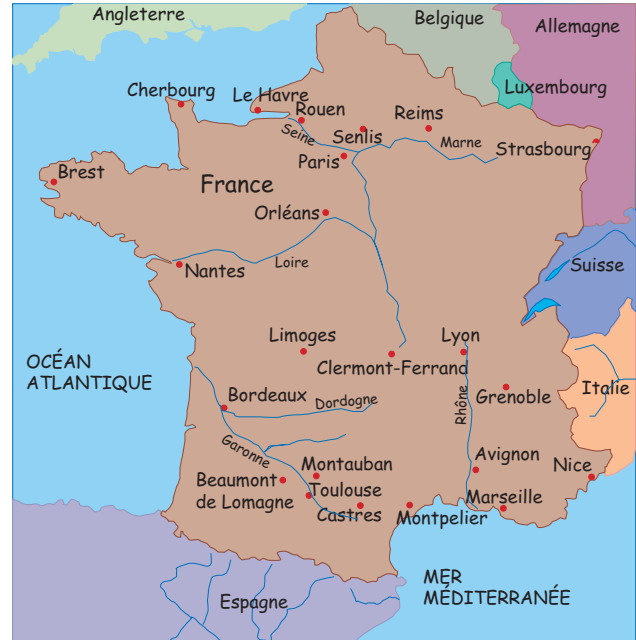 Angleterre
Belgique
Allemagne
Luxembourg
Cherbourg
Le Havre
Rouen
Reims
Seine
Senlis
Marne
Strasbourg
Paris
Brest
France
Orléans
Loire
Nantes
Suisse
Limoges
Lyon
Clermont-Ferrand
OCÉAN
ATLANTIQUE
Bordeaux
Dordogne
Rhône
Grenoble
Italie
Garonne
Montauban
Avignon
Nice
Beaumont
de Lomagne
Toulouse
Castres
Montpelier
Marseille
MER
MÉDITERRANÉE
Espagne